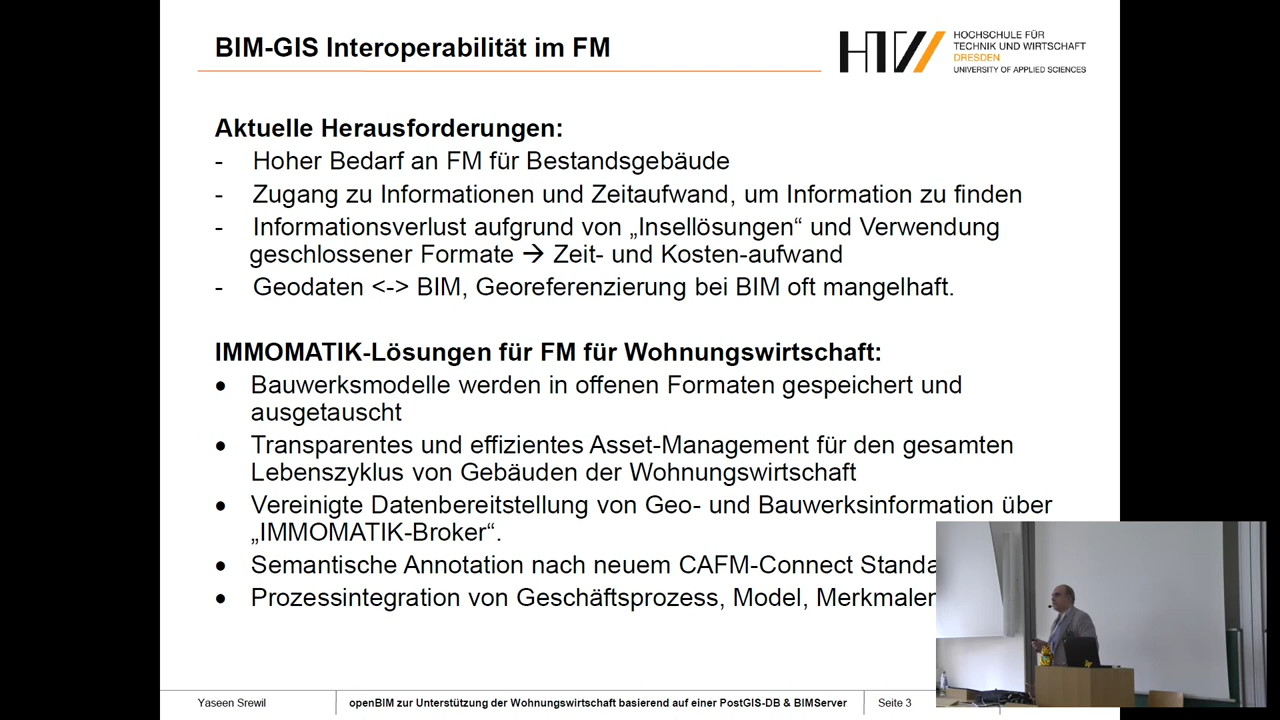 BIM-GIS Interoperabilität im FM
HOCHSCHULE FÜR
TECHNIK UND WIRTSCHAFT
DRESDEN
UNIVERSITY OF APPLIED SCIENCES
Aktuelle Herausforderungen:
- Hoher Bedarf an FM für Bestandsgebäude
- Zugang zu Informationen und Zeitaufwand, um Information zu finden
- Informationsverlust aufgrund von „Insellösungen“ und Verwendung
geschlossener Formate → Zeit- und Kosten-aufwand
- Geodaten <-> BIM, Georeferenzierung bei BIM oft mangelhaft.
IMMOMATIK-Lösungen für FM für Wohnungswirtschaft:
• Bauwerksmodelle werden in offenen Formaten gespeichert und
ausgetauscht
• Transparentes und effizientes Asset-Management für den gesamten
Lebenszyklus von Gebäuden der Wohnungswirtschaft
• Vereinigte Datenbereitstellung von Geo- und Bauwerksinformation über
„IMMOMATIK-Broker“.
• Semantische Annotation nach neuem CAFM-Connect Standa
• Prozessintegration von Geschäftsprozess, Model, Merkmalen
Yaseen Srewil
openBIM zur Unterstützung der Wohnungswirtschaft basierend auf einer PostGIS-DB & BIMServer
Seite 3